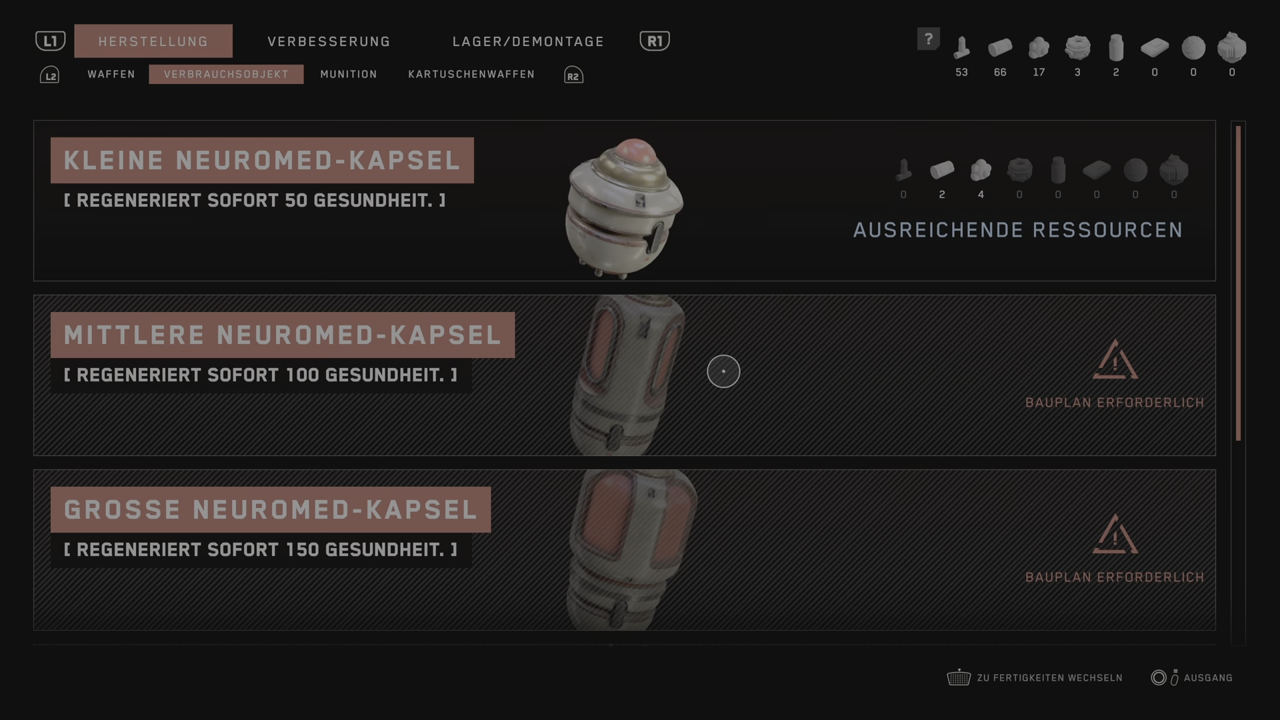 L1 HERSTELLUNG VERBESSERUNG LAGER/DEMONTAGE R1
L2 WAFFEN VERBRAUCHSOBJEKT MUNITION KARTUSCHENWAFFEN R2
?
53 66 17 3 2 0 0 0
KLEINE NEUROMED-KAPSEL
[ REGENERIERT SOFORT 50 GESUNDHEIT. ]
0 2 4 0 0 0 0 0
AUSREICHENDE RESSOURCEN
MITTLERE NEUROMED-KAPSEL
[ REGENERIERT SOFORT 100 GESUNDHEIT. ]
BAUPLAN ERFORDERLICH
GROSSE NEUROMED-KAPSEL
[ REGENERIERT SOFORT 150 GESUNDHEIT. ]
BAUPLAN ERFORDERLICH
ZU FERTIGKEITEN WECHSELN AUSGANG